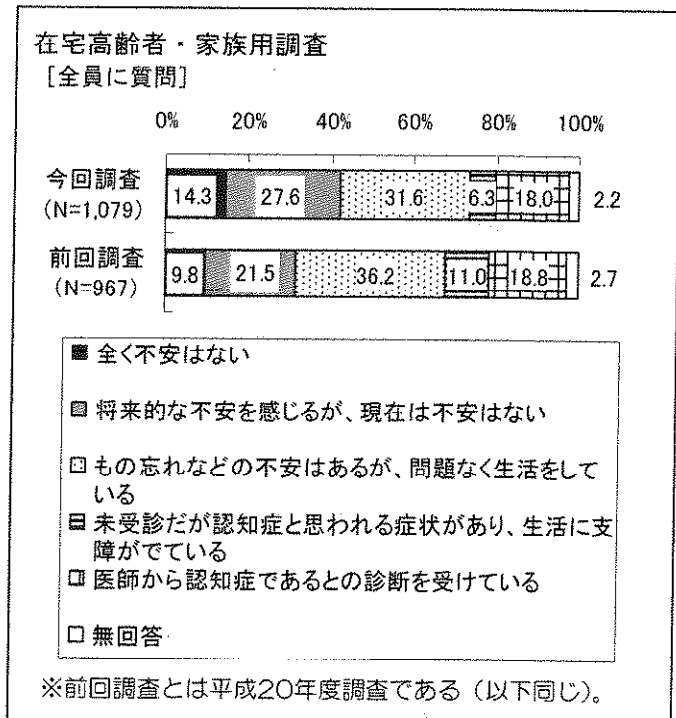 在宅高齢者・家族用調査
[全員に質問]
0% 20% 40% 60% 80% 100%
今回調査
(N=1,079)
14.3 27.6 31.6 6.3 18.0 2.2
前回調査
(N=967)
9.8 21.5 36.2 11.0 18.8 2.7
全く不安はない
将来的な不安を感じるが、現在は不安はない
もの忘れなどの不安はあるが、問題なく生活をして
いる
未受診だが認知症と思われる症状があり、生活に支
障がでている
医師から認知症であるとの診断を受けている
無回答
※前回調査とは平成20年度調査である（以下同じ）。